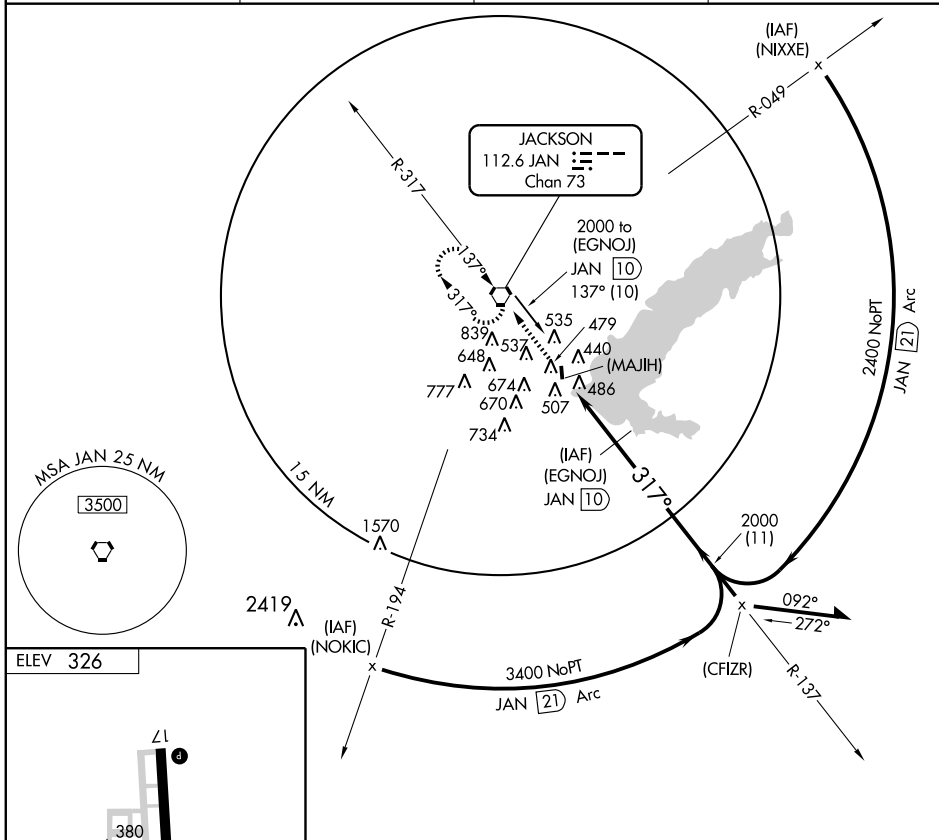 (IAF)
(NIXXE)
R-049
JACKSON
112.6 JAN
Chan 73
R-317
2000 to
(EGNOJ)
JAN 10
137° (10)
137°
317°
535
479
839
537
440
648
(MAJIH)
777
674
486
670
507
734
2400 NoPT
JAN 21 Arc
(IAF)
(EGNOJ)
JAN 10
317°
MSA JAN 25 NM
3500
15 NM
1570
2000
(11)
R-194
2419
(IAF)
(NOKIC)
092°
272°
(CFIZR)
R-137
3400 NoPT
JAN 21 Arc
ELEV 326
17
P
380